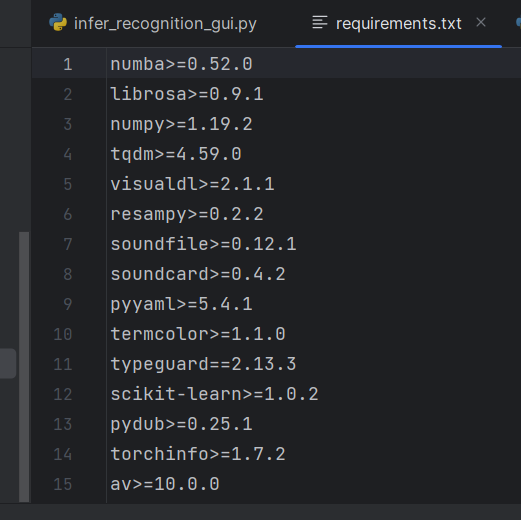 infer_recognition_gui.py
requirements.txt
1 numba>=0.52.0
2 librosa>=0.9.1
3 numpy>=1.19.2
4 tqdm>=4.59.0
5 visualdl>=2.1.1
6 resampy>=0.2.2
7 soundfile>=0.12.1
8 soundcard>=0.4.2
9 pyyaml>=5.4.1
10 termcolor>=1.1.0
11 typeguard==2.13.3
12 scikit-learn>=1.0.2
13 pydub>=0.25.1
14 torchinfo>=1.7.2
15 av>=10.0.0